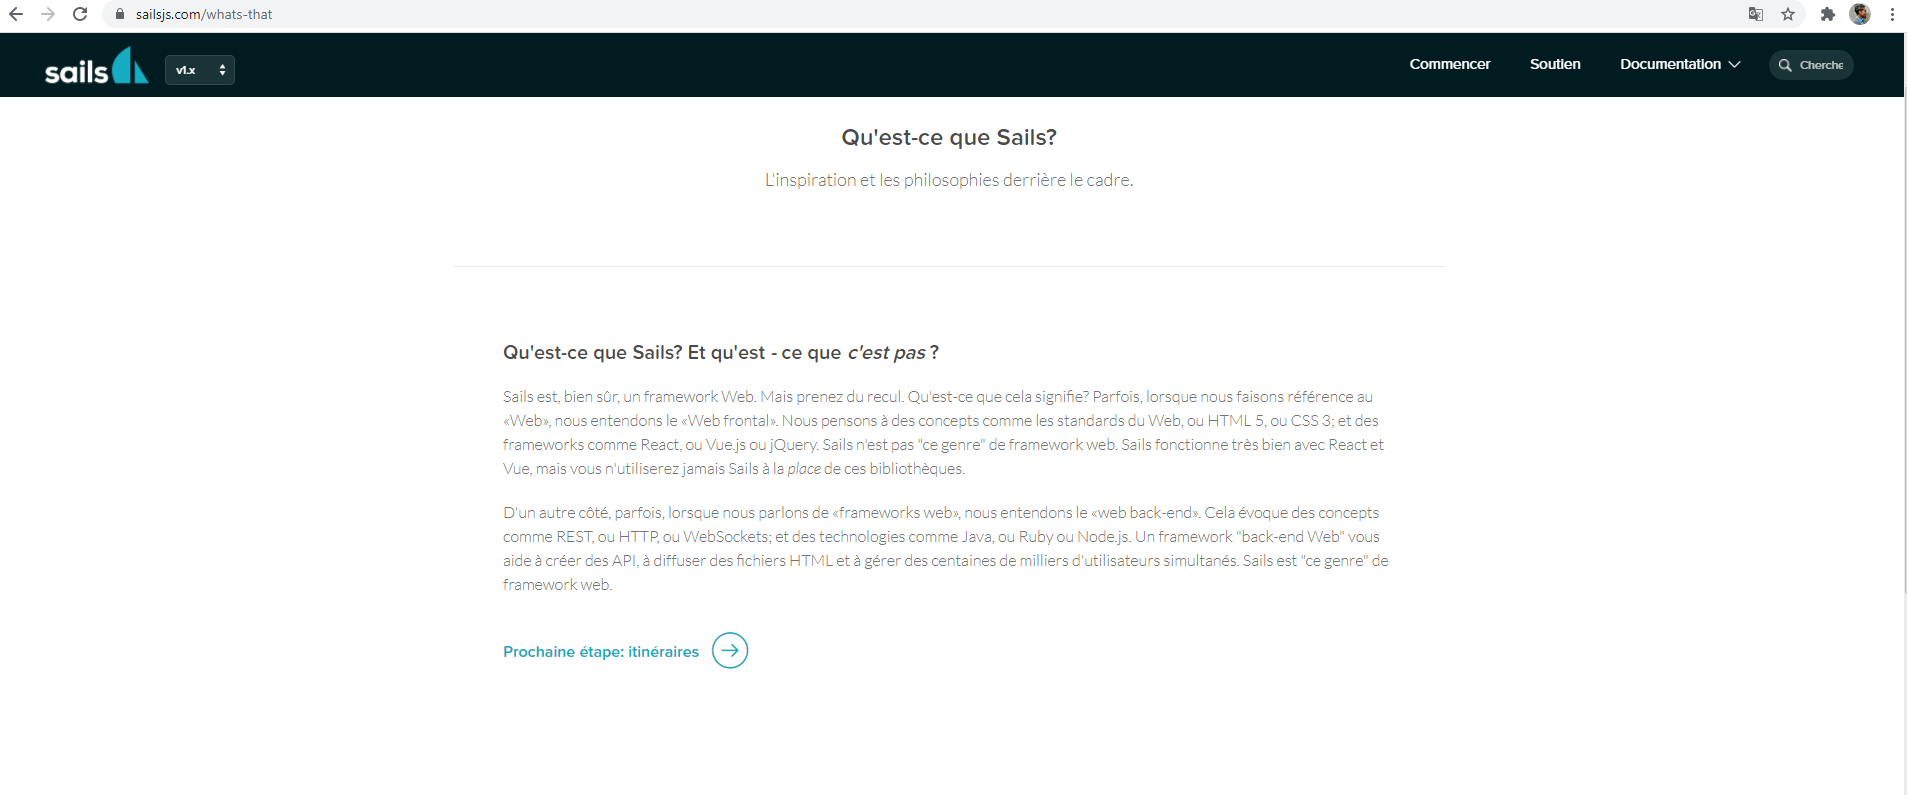 sailsjs.com/whats-that
sails
v1.x
Commencer
Soutien
Documentation
Cherche
Qu'est-ce que Sails?
L'inspiration et les philosophies derrière le cadre.
Qu'est-ce que Sails? Et qu'est - ce que c'est pas ?
Sails est, bien sûr, un framework Web. Mais prenez du recul. Qu'est-ce que cela signifie? Parfois, lorsque nous faisons référence au
«Web», nous entendons le «Web frontal». Nous pensons à des concepts comme les standards du Web, ou HTML 5, ou CSS 3; et des
frameworks comme React, ou Vue.js ou jQuery. Sails n'est pas "ce genre" de framework web. Sails fonctionne très bien avec React et
Vue, mais vous n'utiliserez jamais Sails à la place de ces bibliothèques.
D'un autre côté, parfois, lorsque nous parlons de «frameworks web», nous entendons le «web back-end». Cela évoque des concepts
comme REST, ou HTTP, ou WebSockets; et des technologies comme Java, ou Ruby ou Node.js. Un framework "back-end Web" vous
aide à créer des API, à diffuser des fichiers HTML et à gérer des centaines de milliers d'utilisateurs simultanés. Sails est "ce genre" de
framework web.
Prochaine étape: itinéraires